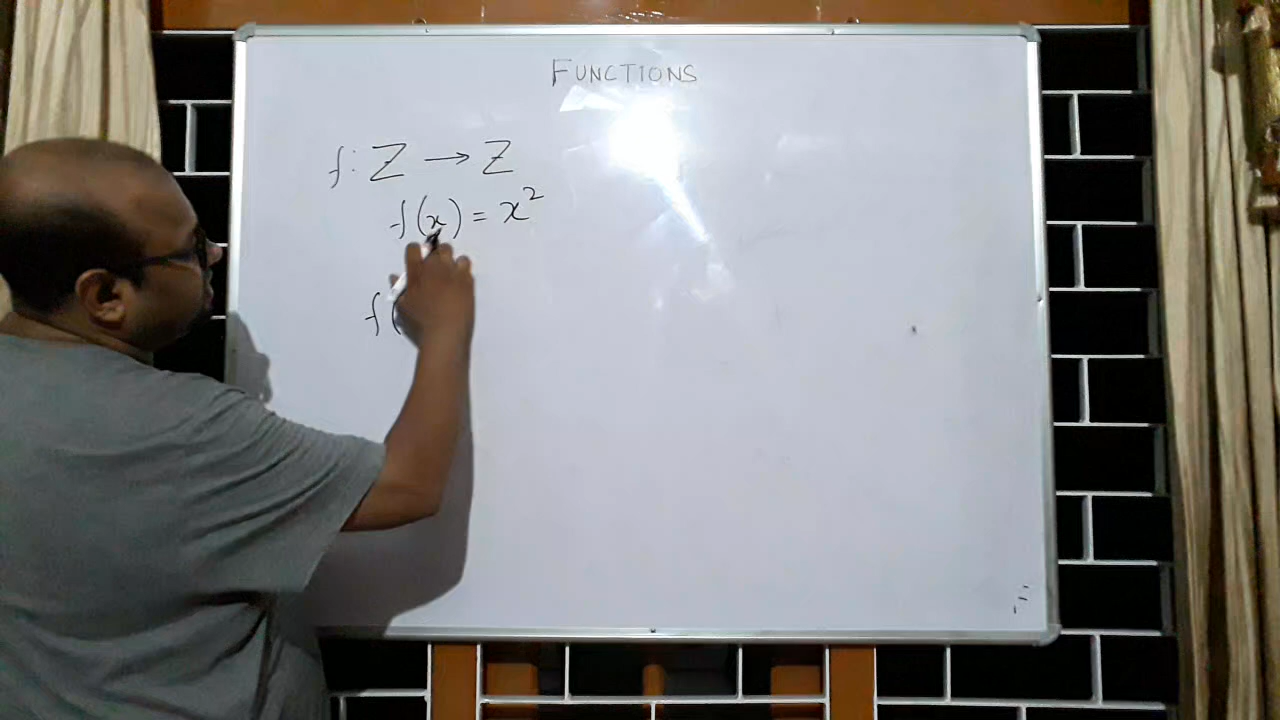 FUNCTIONS
f: Z → Z
f(x) = x²
f(